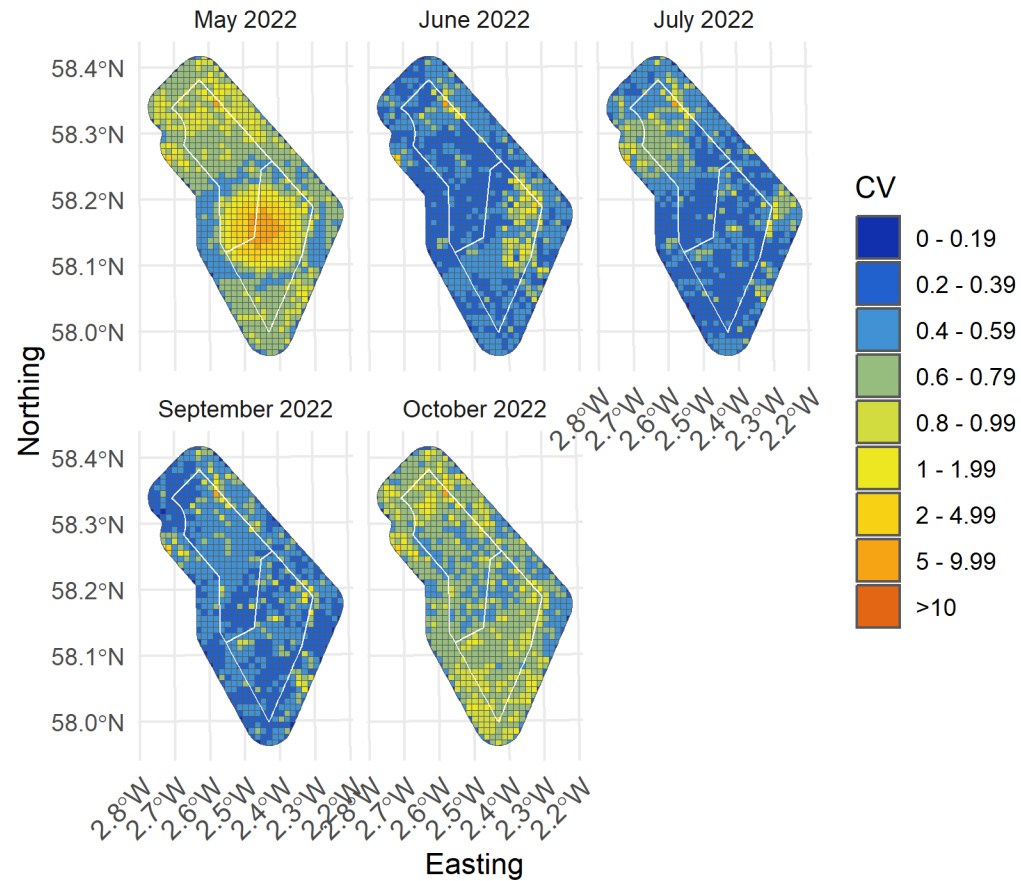 May 2022
June 2022
July 2022
58.4°N
58.3°N
58.2°N
58.1°N
58.0°N
2.8°W
2.7°W
2.6°W
2.5°W
2.4°W
2.3°W
2.2°W
September 2022
October 2022
58.4°N
58.3°N
58.2°N
58.1°N
58.0°N
2.8°W
2.7°W
2.6°W
2.5°W
2.4°W
2.3°W
2.2°W
2.8°W
2.7°W
2.6°W
2.5°W
2.4°W
2.3°W
2.2°W
Northing
Easting
CV
0 - 0.19
0.2 - 0.39
0.4 - 0.59
0.6 - 0.79
0.8 - 0.99
1 - 1.99
2 - 4.99
5 - 9.99
>10